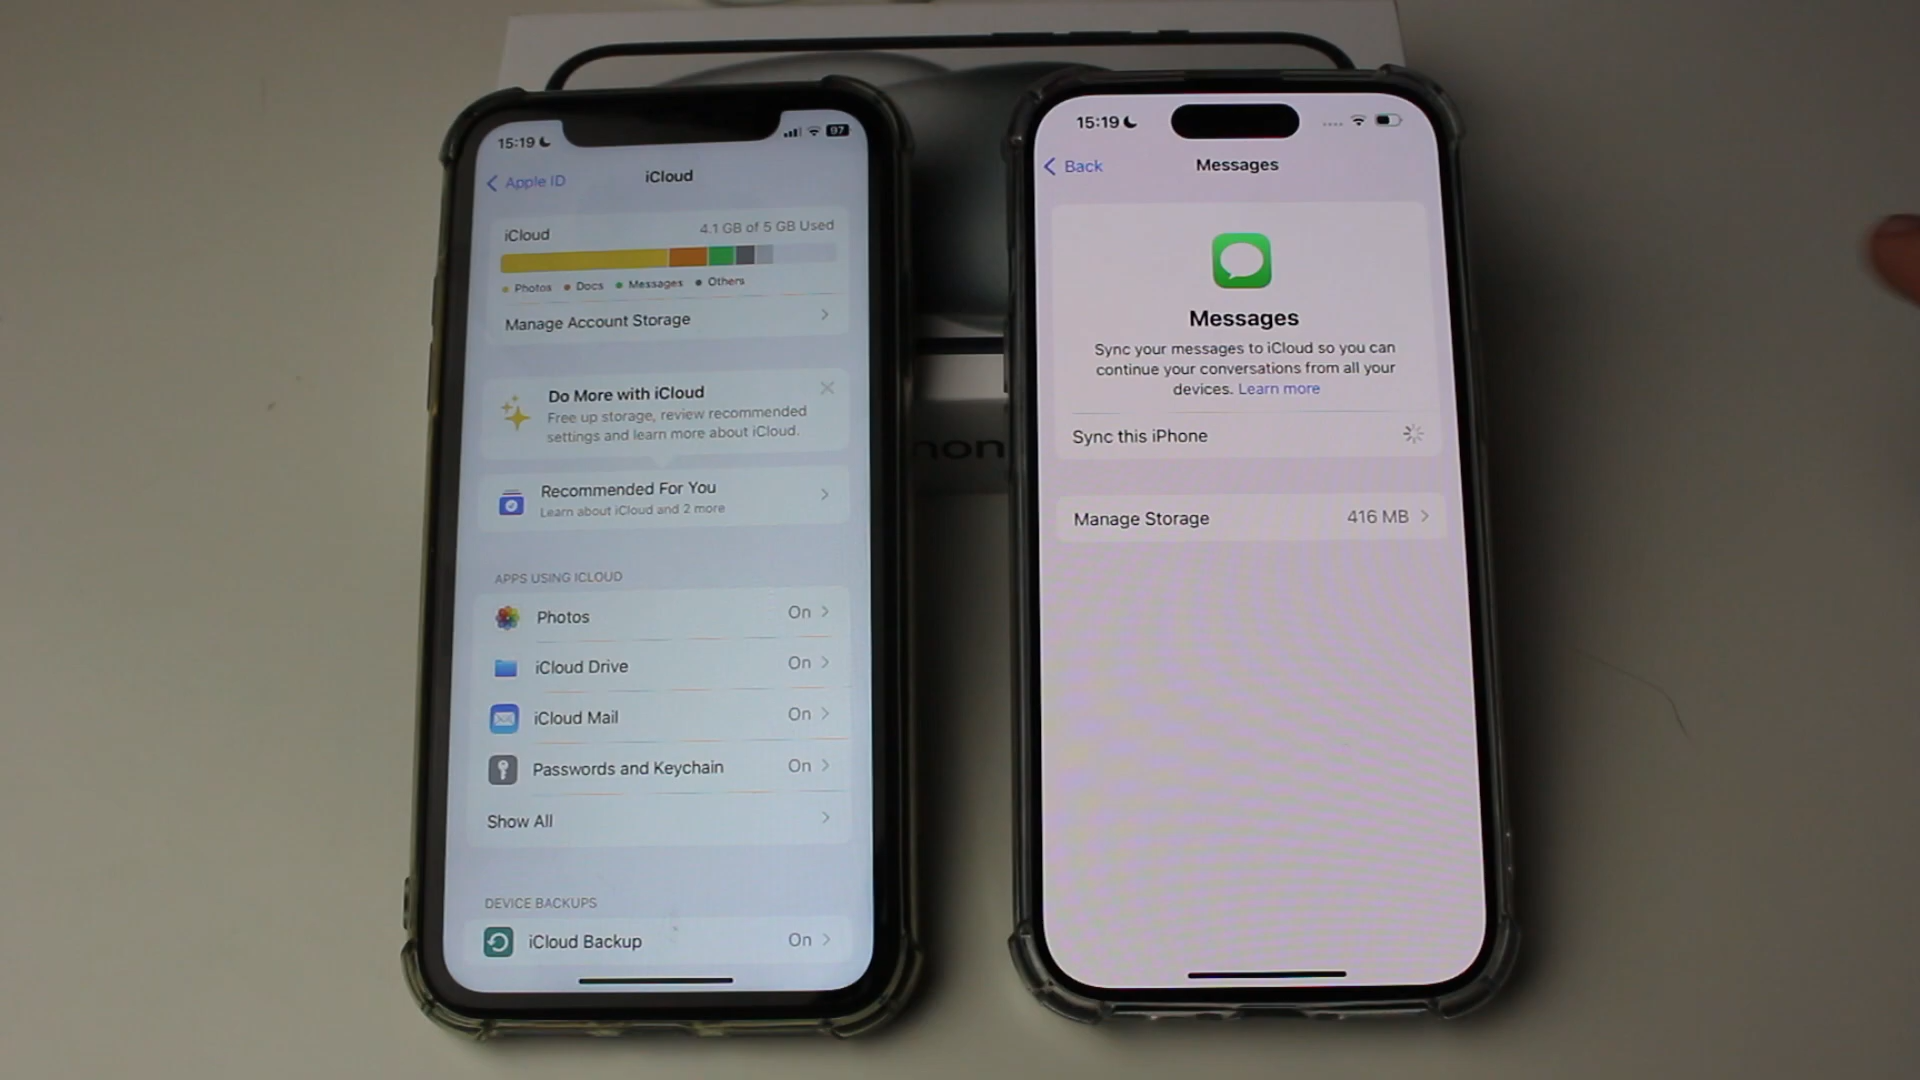 15:19
97
Apple ID
iCloud
iCloud
4.1 GB of 5 GB Used
Photos
Docs
Messages
Others
Manage Account Storage
Do More with iCloud
Free up storage, review recommended
settings and learn more about iCloud.
Recommended For You
Learn about iCloud and 2 more
APPS USING ICLOUD
Photos
On
iCloud Drive
On
iCloud Mail
On
Passwords and Keychain
On
Show All
DEVICE BACKUPS
iCloud Backup
On
hon
15:19
Back
Messages
Messages
Sync your messages to iCloud so you can
continue your conversations from all your
devices. Learn more
Sync this iPhone
Manage Storage
416 MB